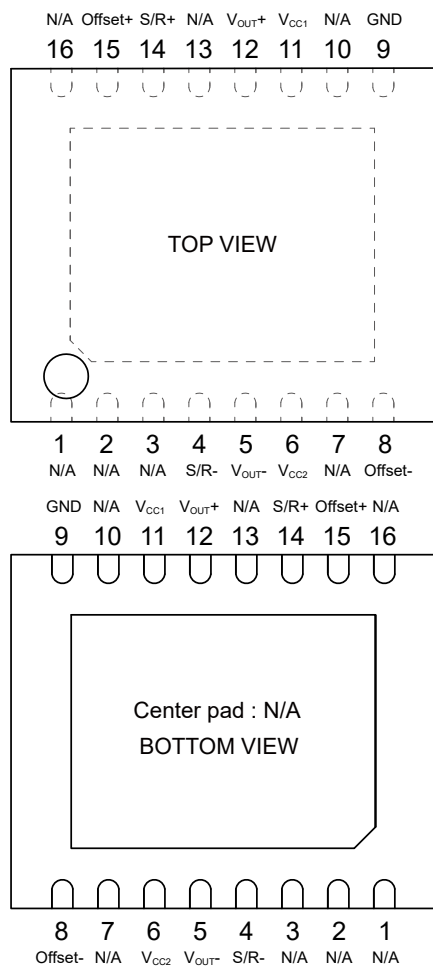 N/A Offset+ S/R+ N/A VOUT+ VCC1 N/A GND
16 15 14 13 12 11 10 9
TOP VIEW
1 2 3 4 5 6 7 8
N/A N/A N/A S/R- VOUT- VCC2 N/A Offset-
GND N/A VCC1 VOUT+ N/A S/R+ Offset+ N/A
9 10 11 12 13 14 15 16
Center pad : N/A
BOTTOM VIEW
8 7 6 5 4 3 2 1
Offset- N/A VCC2 VOUT- S/R- N/A N/A N/A